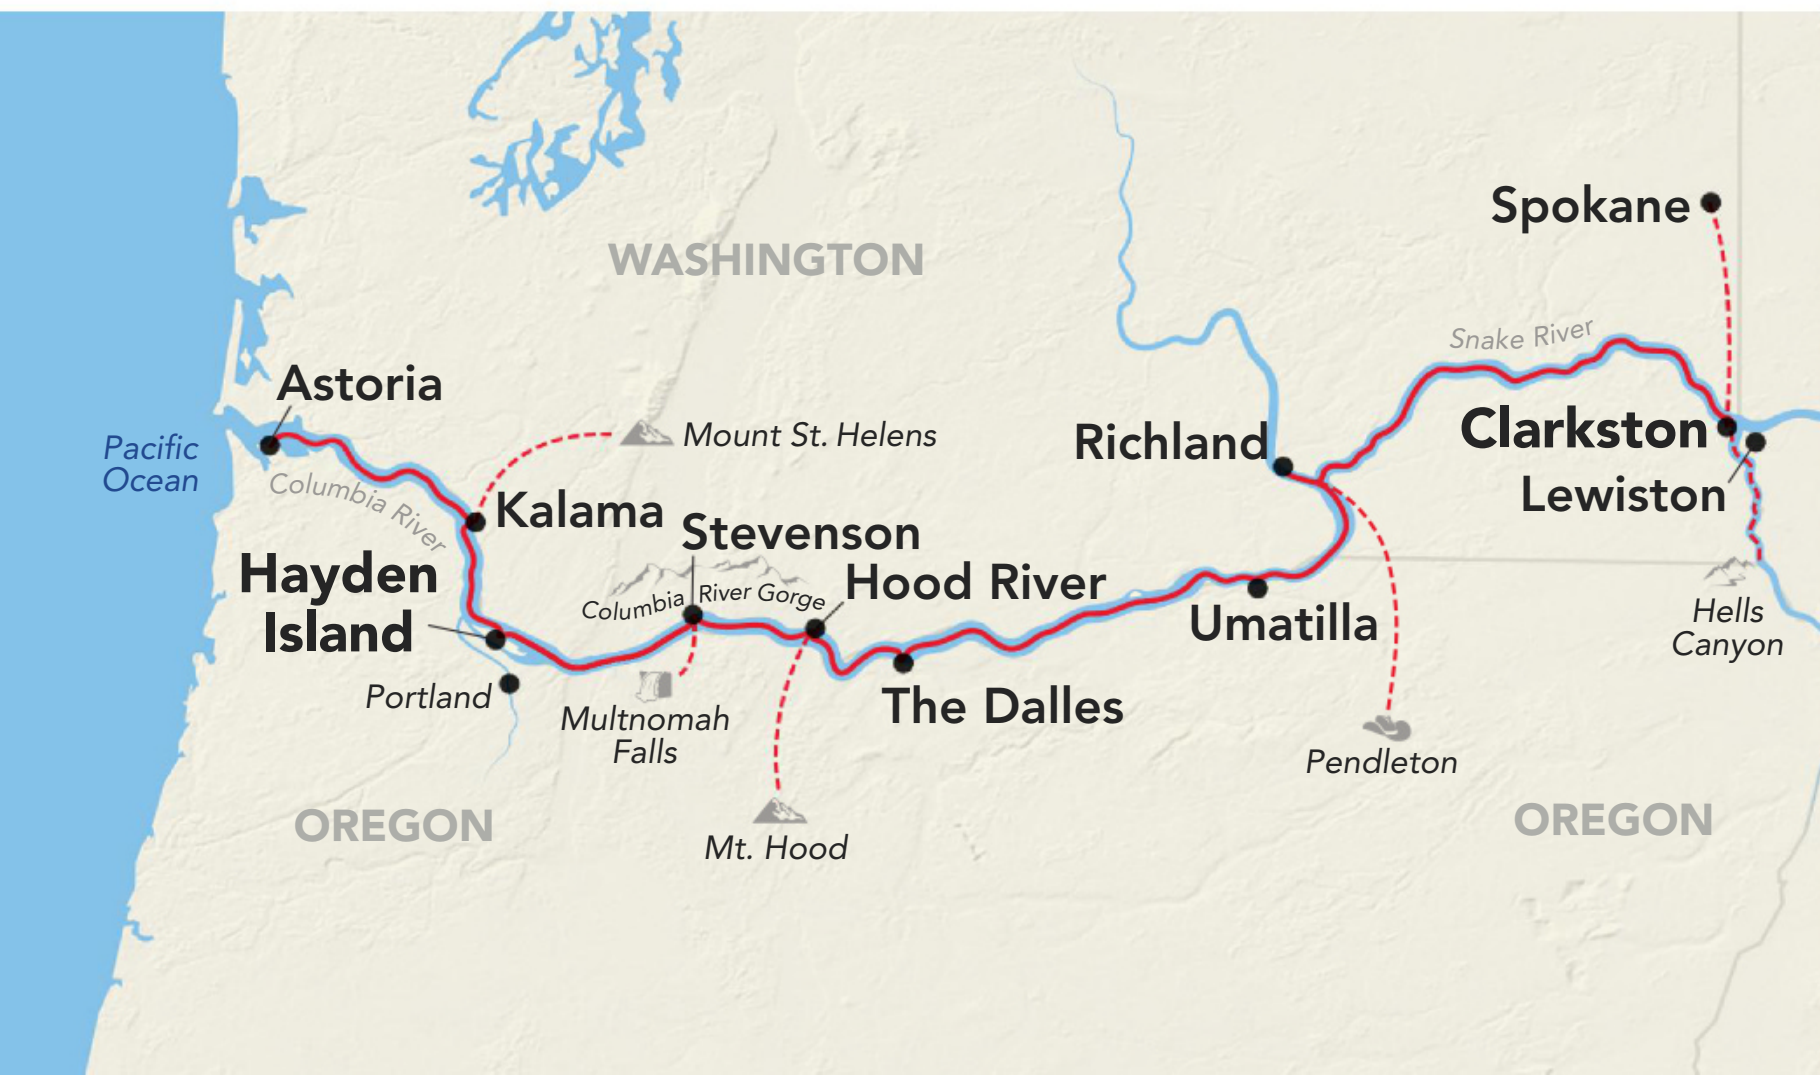 Spokane
WASHINGTON
Snake River
Astoria
Pacific
Ocean
Columbia River
Mount St. Helens
Richland
Clarkston
Lewiston
Kalama
Stevenson
Hayden
Island
Columbia River Gorge
Hood River
Umatilla
Hells
Canyon
Portland
Multnomah
Falls
The Dalles
Pendleton
OREGON
Mt. Hood
OREGON